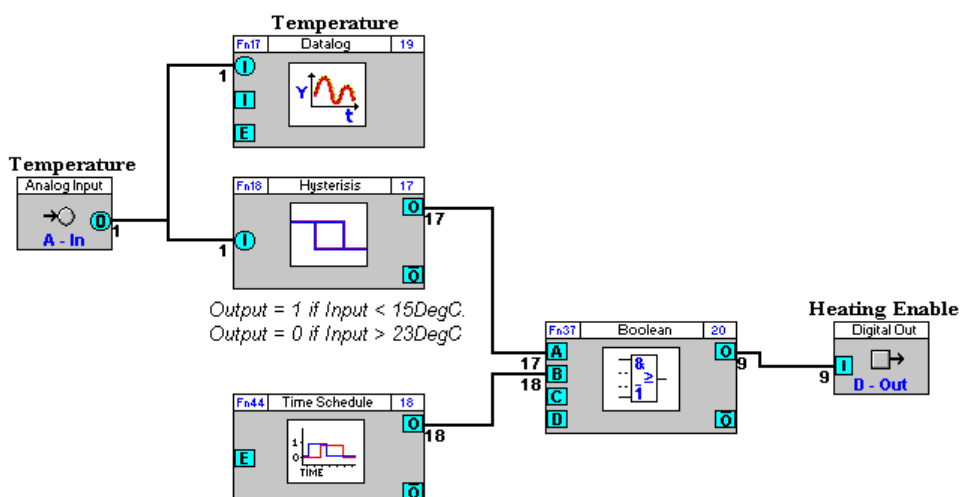 Temperature
Fn17 Datalog 19
1 I
Y
t
I
E
Temperature
Analog Input
O
1
A - In
Fn18 Hysterisis 17
O
17
1 I
O
Output = 1 if Input < 15DegC.
Output = 0 if Input > 23DegC
Heating Enable
Fn37 Boolean 20
Digital Out
A
17
B
18
C
D
&
≥
1
O
9
O
I
9
D - Out
Fn44 Time Schedule 18
O
18
1
0
TIME
E
O